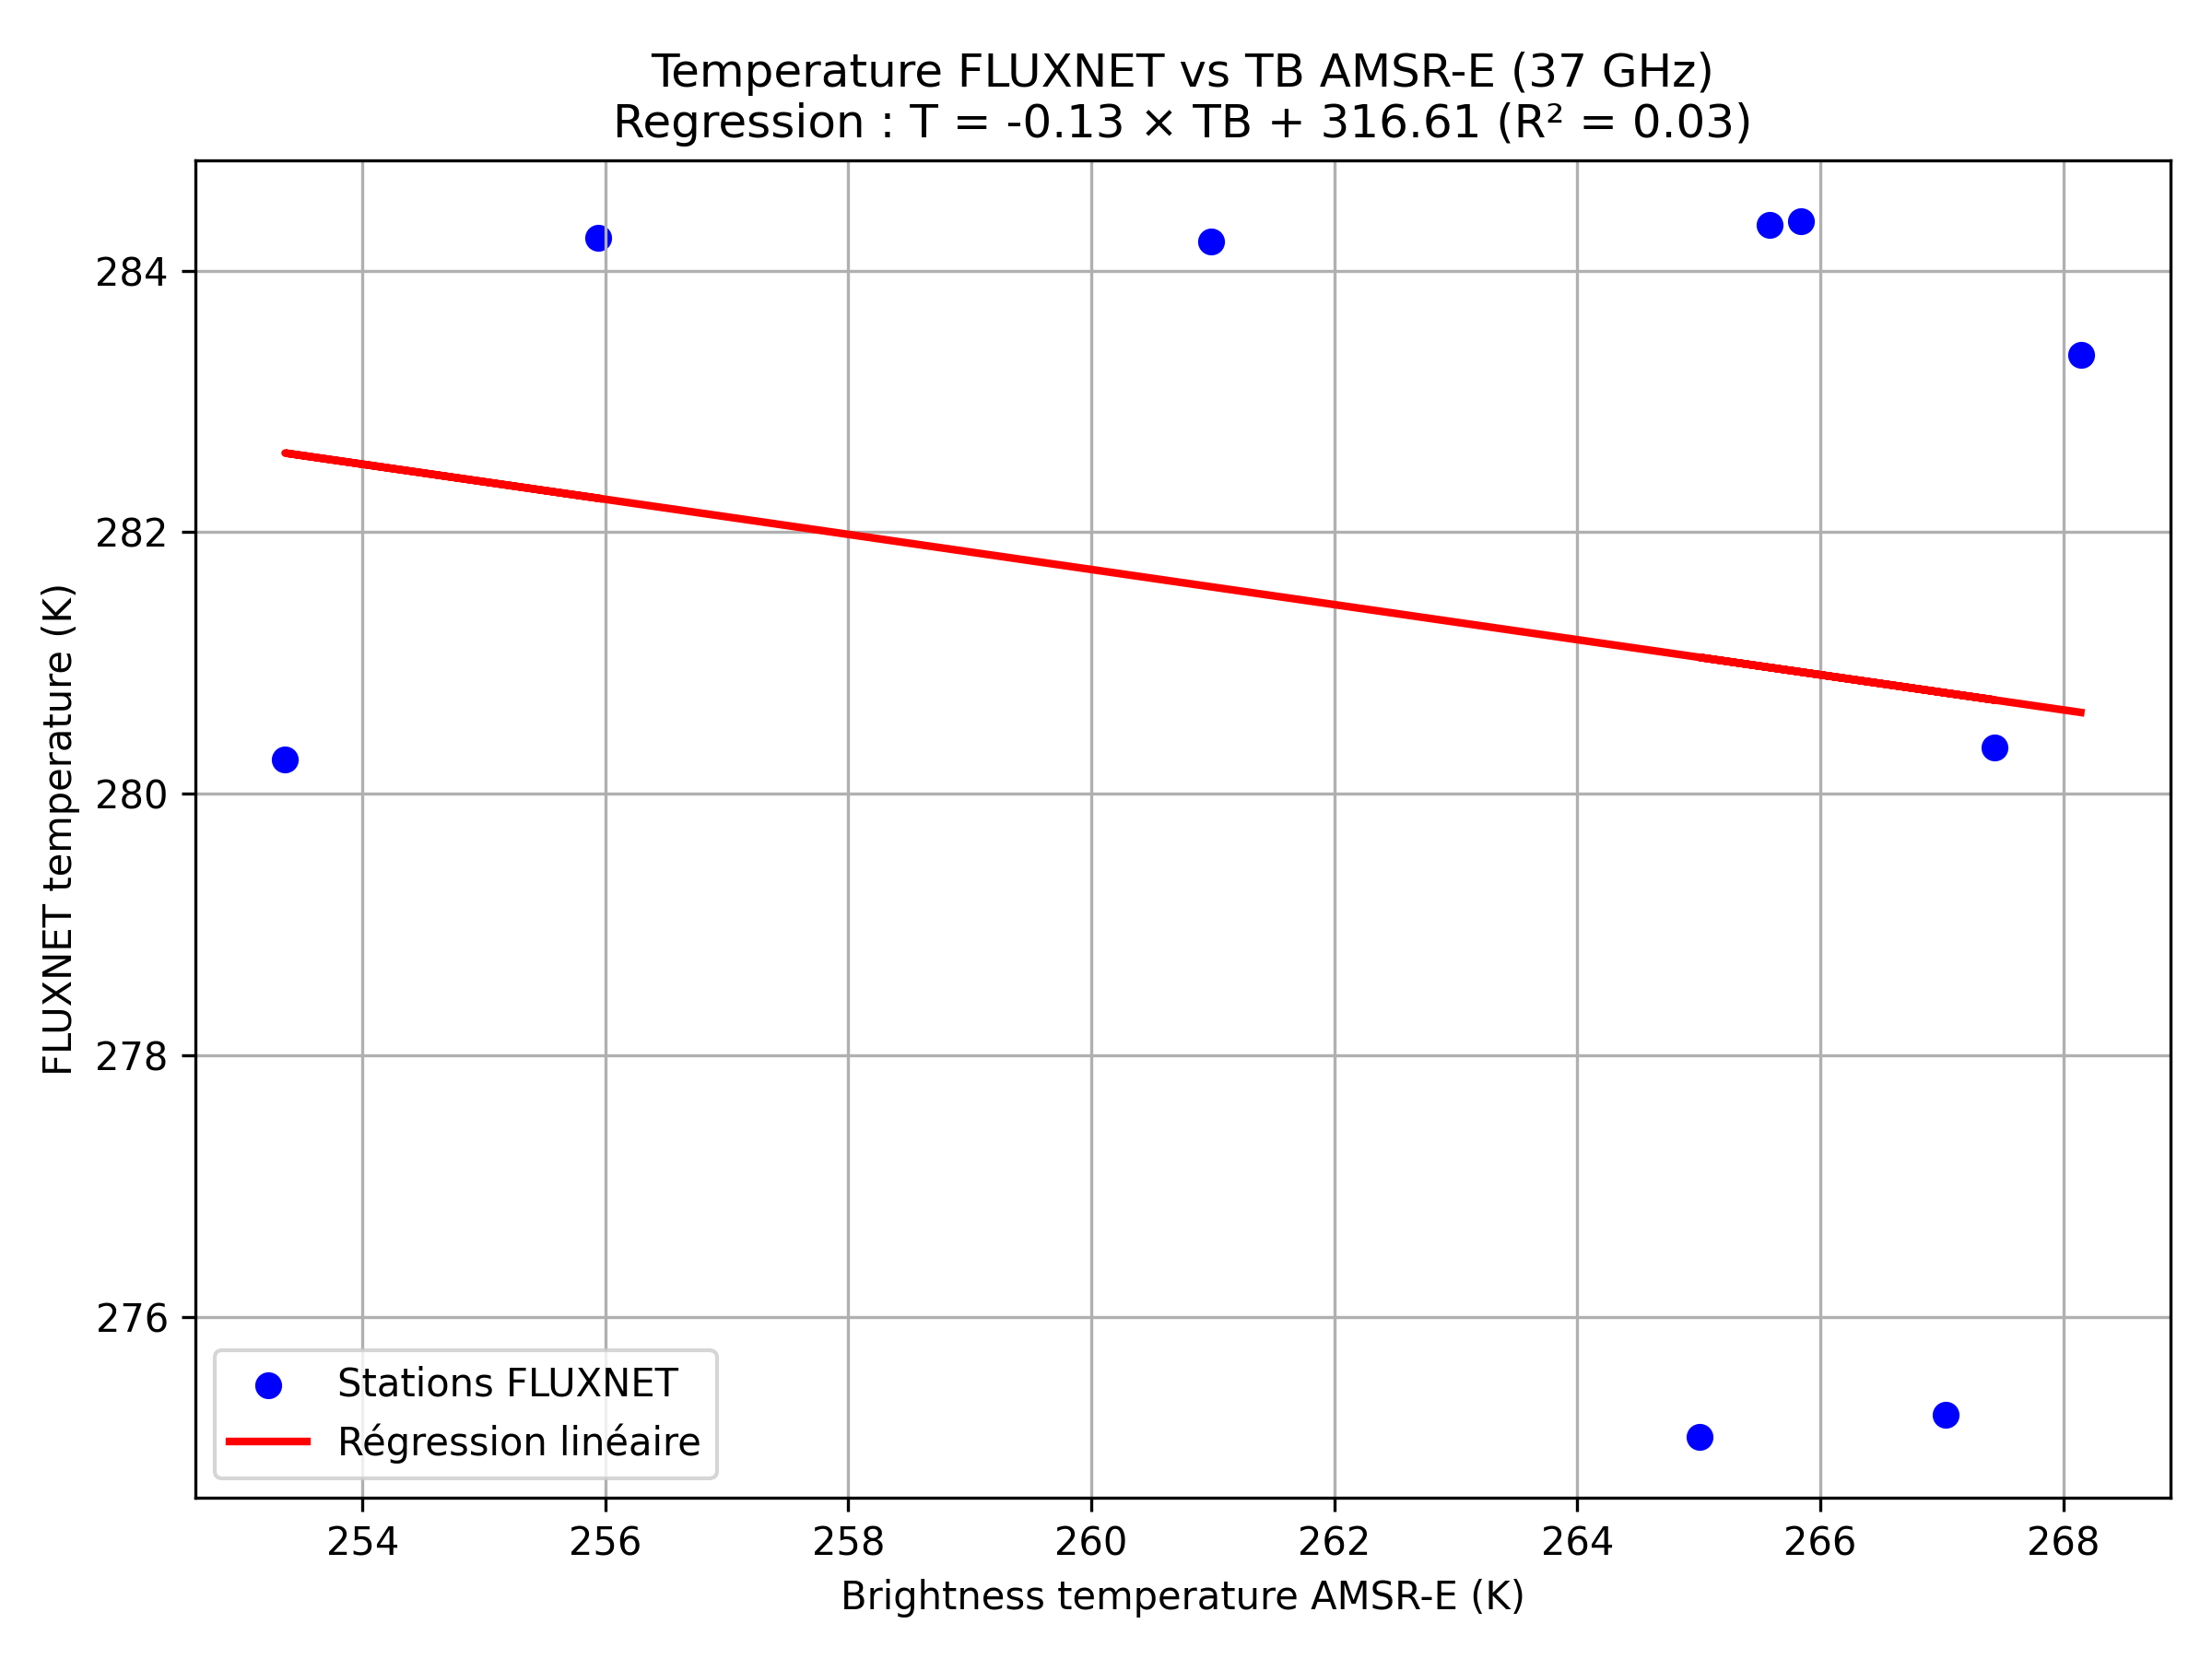 Temperature FLUXNET vs TB AMSR-E (37 GHz)
Regression : T = -0.13 × TB + 316.61 (R² = 0.03)
FLUXNET temperature (K)
284
282
280
278
276
Stations FLUXNET
Régression linéaire
254 256 258 260 262 264 266 268
Brightness temperature AMSR-E (K)